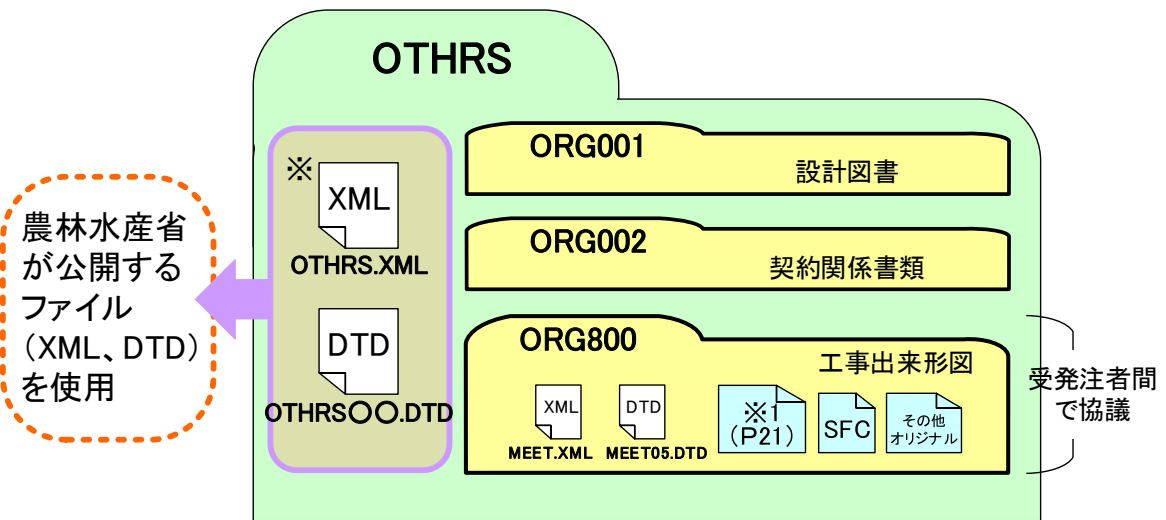 OTHRS
農林水産省
が公開する
ファイル
（XML、DTD）
を使用
※
XML
OTHRS.XML
DTD
OTHRS○○.DTD
ORG001
設計図書
ORG002
契約関係書類
ORG800
工事出来形図
XML
MEET.XML
DTD
MEET05.DTD
※1
(P21)
SFC
その他
オリジナル
受発注者間
で協議